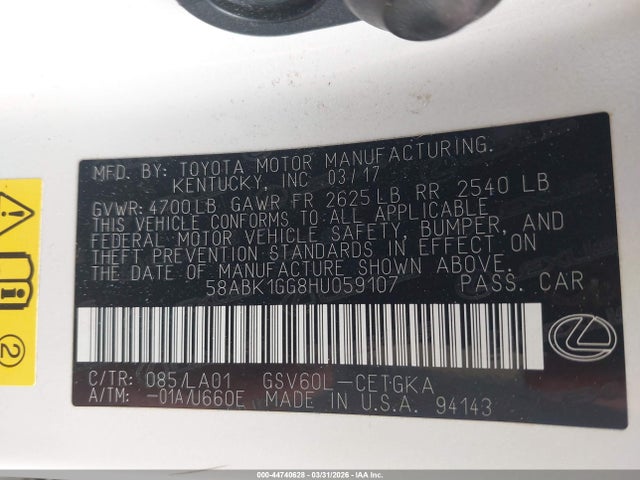 MFD. BY: TOYOTA MOTOR MANUFACTURING.
KENTUCKY, INC 03/17
GVWR: 4700LB GAWR FR 2625LB RR 2540 LB
THIS VEHICLE CONFORMS TO ALL APPLICABLE
FEDERAL MOTOR VEHICLE SAFETY, BUMPER, AND
THEFT PREVENTION STANDARDS IN EFFECT ON
THE DATE OF MANUFACTURE SHOWN ABOVE.
58ABK1GG8HU059107 PASS. CAR
C/TR: 085/LA01 GSV60L-CETGKA
A/TM: -01A/U660E MADE IN U.S.A. 94143
2
000-44740628 - 03/31/2026 - IAA Inc.